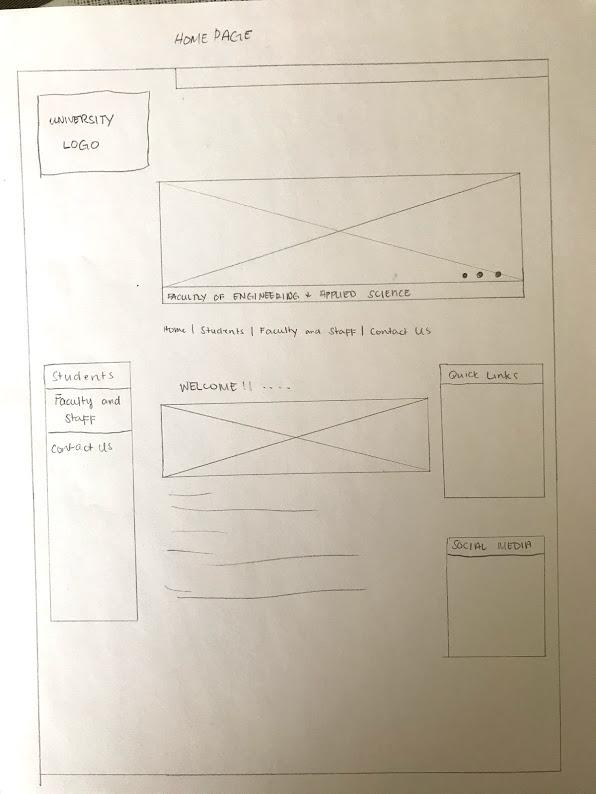 HOME PAGE
UNIVERSITY
LOGO
FACULTY OF ENGINEERING & APPLIED SCIENCE
Home | Students | Faculty and Staff | Contact Us
Students
Faculty and
Staff
Contact Us
WELCOME!! ....
QUICK LINKS
SOCIAL MEDIA